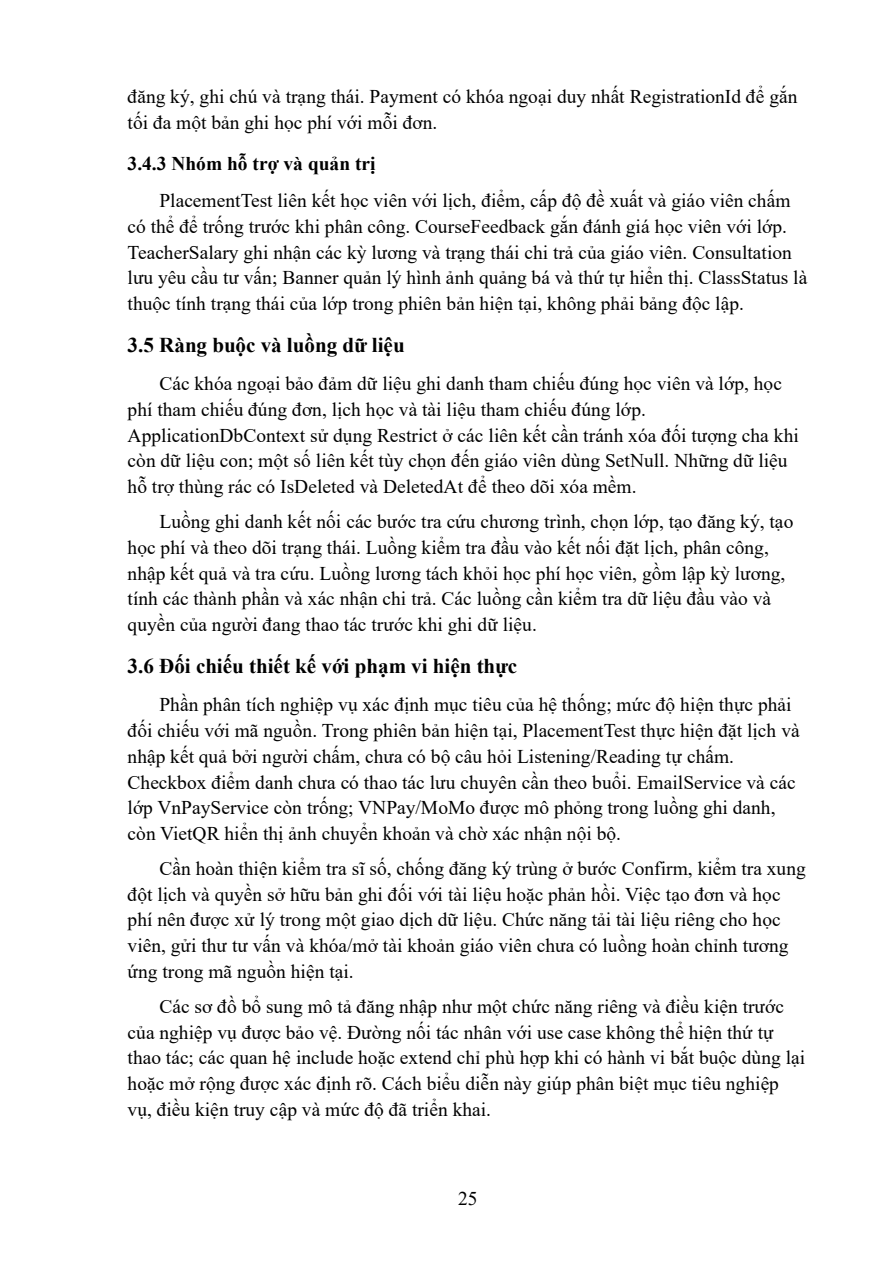 đăng ký, ghi chú và trạng thái. Payment có khóa ngoại duy nhất RegistrationId để gắn
tối đa một bản ghi học phí với mỗi đơn.
3.4.3 Nhóm hỗ trợ và quản trị
PlacementTest liên kết học viên với lịch, điểm, cấp độ đề xuất và giáo viên chấm
có thể để trống trước khi phân công. CourseFeedback gắn đánh giá học viên với lớp.
TeacherSalary ghi nhận các kỳ lương và trạng thái chi trả của giáo viên. Consultation
lưu yêu cầu tư vấn; Banner quản lý hình ảnh quảng bá và thứ tự hiển thị. ClassStatus là
thuộc tính trạng thái của lớp trong phiên bản hiện tại, không phải bảng độc lập.
3.5 Ràng buộc và luồng dữ liệu
Các khóa ngoại bảo đảm dữ liệu ghi danh tham chiếu đúng học viên và lớp, học
phí tham chiếu đúng đơn, lịch học và tài liệu tham chiếu đúng lớp.
ApplicationDbContext sử dụng Restrict ở các liên kết cần tránh xóa đối tượng cha khi
còn dữ liệu con; một số liên kết tùy chọn đến giáo viên dùng SetNull. Những dữ liệu
hỗ trợ thùng rác có IsDeleted và DeletedAt để theo dõi xóa mềm.
Luồng ghi danh kết nối các bước tra cứu chương trình, chọn lớp, tạo đăng ký, tạo
học phí và theo dõi trạng thái. Luồng kiểm tra đầu vào kết nối đặt lịch, phân công,
nhập kết quả và tra cứu. Luồng lương tách khỏi học phí học viên, gồm lập kỳ lương,
tính các thành phần và xác nhận chi trả. Các luồng cần kiểm tra dữ liệu đầu vào và
quyền của người đang thao tác trước khi ghi dữ liệu.
3.6 Đối chiếu thiết kế với phạm vi hiện thực
Phần phân tích nghiệp vụ xác định mục tiêu của hệ thống; mức độ hiện thực phải
đối chiếu với mã nguồn. Trong phiên bản hiện tại, PlacementTest thực hiện đặt lịch và
nhập kết quả bởi người chấm, chưa có bộ câu hỏi Listening/Reading tự chấm.
Checkbox điểm danh chưa có thao tác lưu chuyên cần theo buổi. EmailService và các
lớp VnPayService còn trống; VNPay/MoMo được mô phỏng trong luồng ghi danh,
còn VietQR hiển thị ảnh chuyển khoản và chờ xác nhận nội bộ.
Cần hoàn thiện kiểm tra sĩ số, chống đăng ký trùng ở bước Confirm, kiểm tra xung
đột lịch và quyền sở hữu bản ghi đối với tài liệu hoặc phản hồi. Việc tạo đơn và học
phí nên được xử lý trong một giao dịch dữ liệu. Chức năng tải tài liệu riêng cho học
viên, gửi thư tư vấn và khóa/mở tài khoản giáo viên chưa có luồng hoàn chỉnh tương
ứng trong mã nguồn hiện tại.
Các sơ đồ bổ sung mô tả đăng nhập như một chức năng riêng và điều kiện trước
của nghiệp vụ được bảo vệ. Đường nối tác nhân với use case không thể hiện thứ tự
thao tác; các quan hệ include hoặc extend chỉ phù hợp khi có hành vi bắt buộc dùng lại
hoặc mở rộng được xác định rõ. Cách biểu diễn này giúp phân biệt mục tiêu nghiệp
vụ, điều kiện truy cập và mức độ đã triển khai.
25